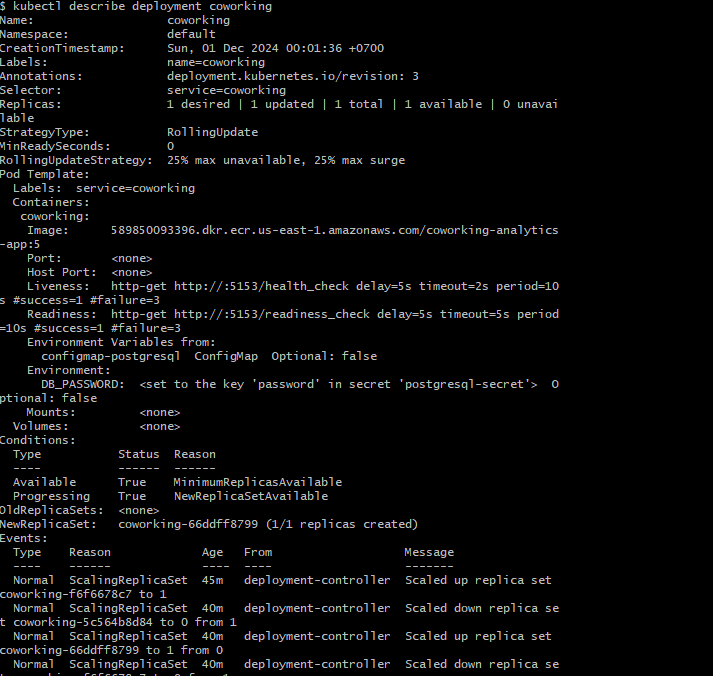 $ kubectl describe deployment coworking
Name:                   coworking
Namespace:              default
CreationTimestamp:      Sun, 01 Dec 2024 00:01:36 +0700
Labels:                 name=coworking
Annotations:            deployment.kubernetes.io/revision: 3
Selector:               service=coworking
Replicas:               1 desired | 1 updated | 1 total | 1 available | 0 unavai
lable
StrategyType:           RollingUpdate
MinReadySeconds:        0
RollingUpdateStrategy:  25% max unavailable, 25% max surge
Pod Template:
  Labels:  service=coworking
  Containers:
   coworking:
    Image:      589850093396.dkr.ecr.us-east-1.amazonaws.com/coworking-analytics
-app:5
    Port:       <none>
    Host Port:  <none>
    Liveness:   http-get http://:5153/health_check delay=5s timeout=2s period=10
s #success=1 #failure=3
    Readiness:  http-get http://:5153/readiness_check delay=5s timeout=5s period
=10s #success=1 #failure=3
    Environment Variables from:
      configmap-postgresql  ConfigMap  Optional: false
    Environment:
      DB_PASSWORD:  <set to the key 'password' in secret 'postgresql-secret'>  O
ptional: false
    Mounts:         <none>
  Volumes:          <none>
Conditions:
  Type           Status  Reason
  ----           ------  ------
  Available      True    MinimumReplicasAvailable
  Progressing    True    NewReplicaSetAvailable
OldReplicaSets:  <none>
NewReplicaSet:   coworking-66ddff8799 (1/1 replicas created)
Events:
  Type    Reason             Age   From                   Message
  ----    ------             ----  ----                   -------
  Normal  ScalingReplicaSet  45m   deployment-controller  Scaled up replica set
coworking-f6f6678c7 to 1
  Normal  ScalingReplicaSet  40m   deployment-controller  Scaled down replica se
t coworking-5c564b8d84 to 0 from 1
  Normal  ScalingReplicaSet  40m   deployment-controller  Scaled up replica set
coworking-66ddff8799 to 1 from 0
  Normal  ScalingReplicaSet  40m   deployment-controller  Scaled down replica se